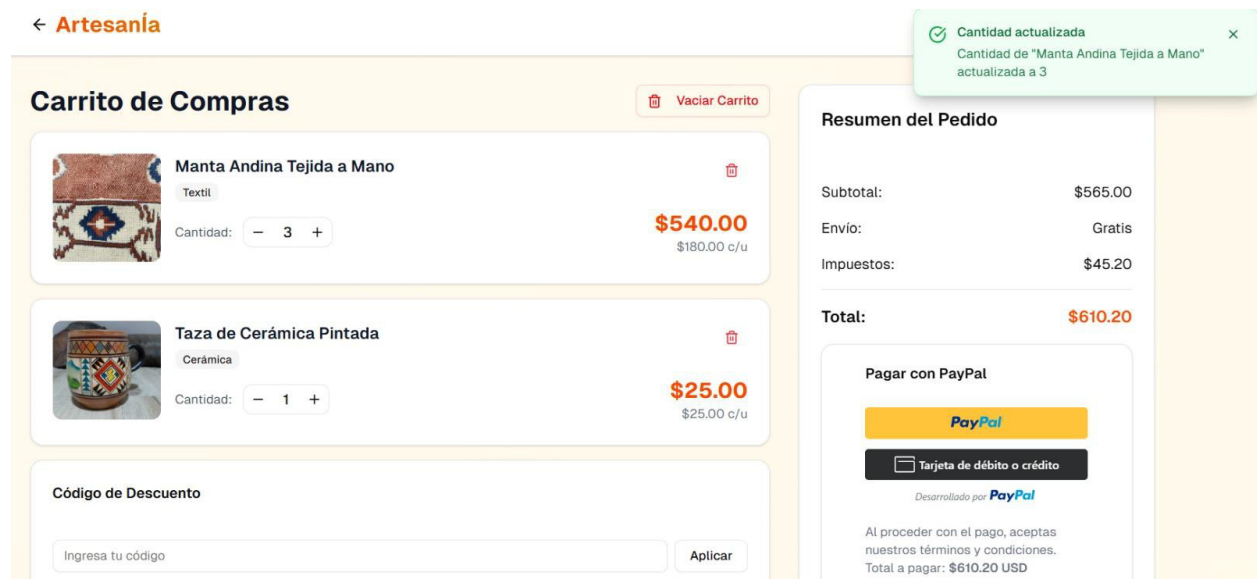 ← Artesanía
Cantidad actualizada
Cantidad de "Manta Andina Tejida a Mano"
actualizada a 3
Carrito de Compras
Vaciar Carrito
Manta Andina Tejida a Mano
Textil
Cantidad: − 3 +
$540.00
$180.00 c/u
Taza de Cerámica Pintada
Cerámica
Cantidad: − 1 +
$25.00
$25.00 c/u
Código de Descuento
Ingresa tu código
Aplicar
Resumen del Pedido
Subtotal: $565.00
Envío: Gratis
Impuestos: $45.20
Total: $610.20
Pagar con PayPal
PayPal
Tarjeta de débito o crédito
Desarrollado por PayPal
Al proceder con el pago, aceptas
nuestros términos y condiciones.
Total a pagar: $610.20 USD